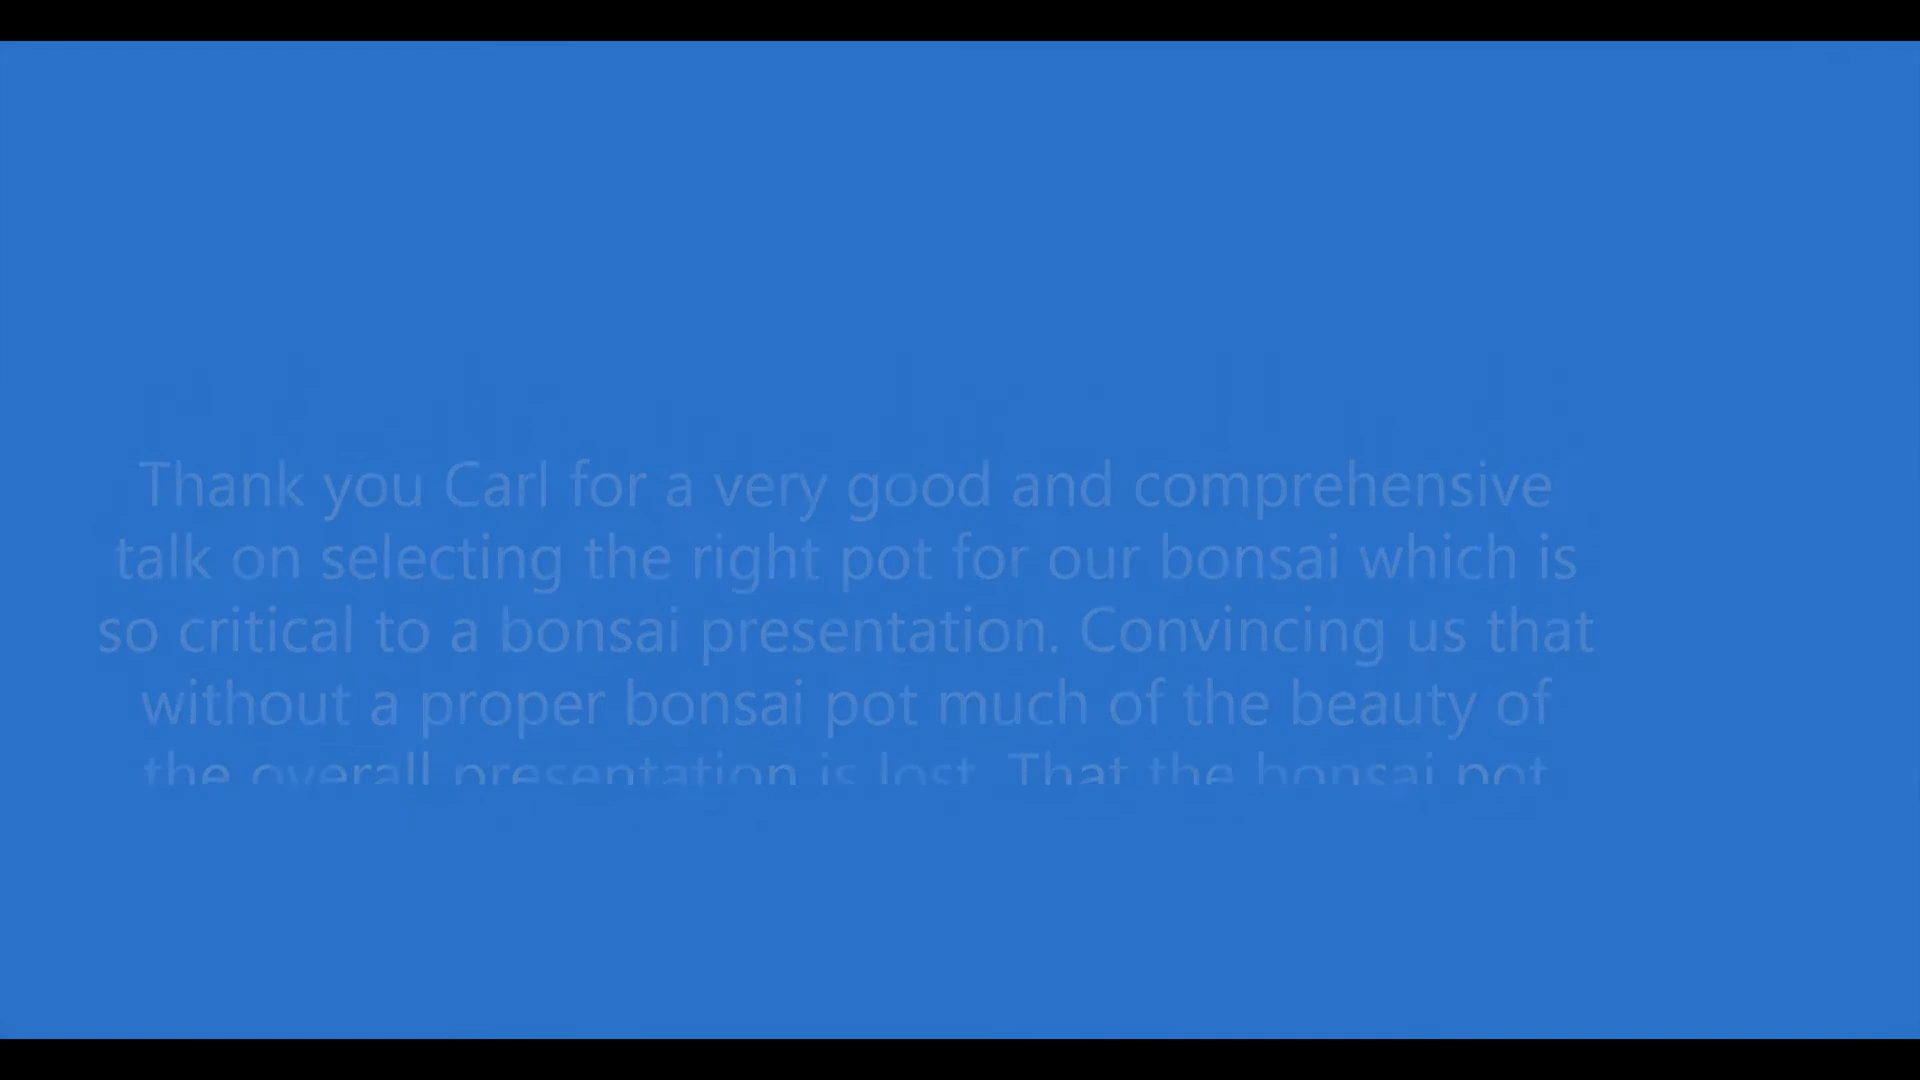 Thank you Carl for a very good and comprehensive
talk on selecting the right pot for our bonsai which is
so critical to a bonsai presentation. Convincing us that
without a proper bonsai pot much of the beauty of
the overall presentation is lost. That the bonsai pot